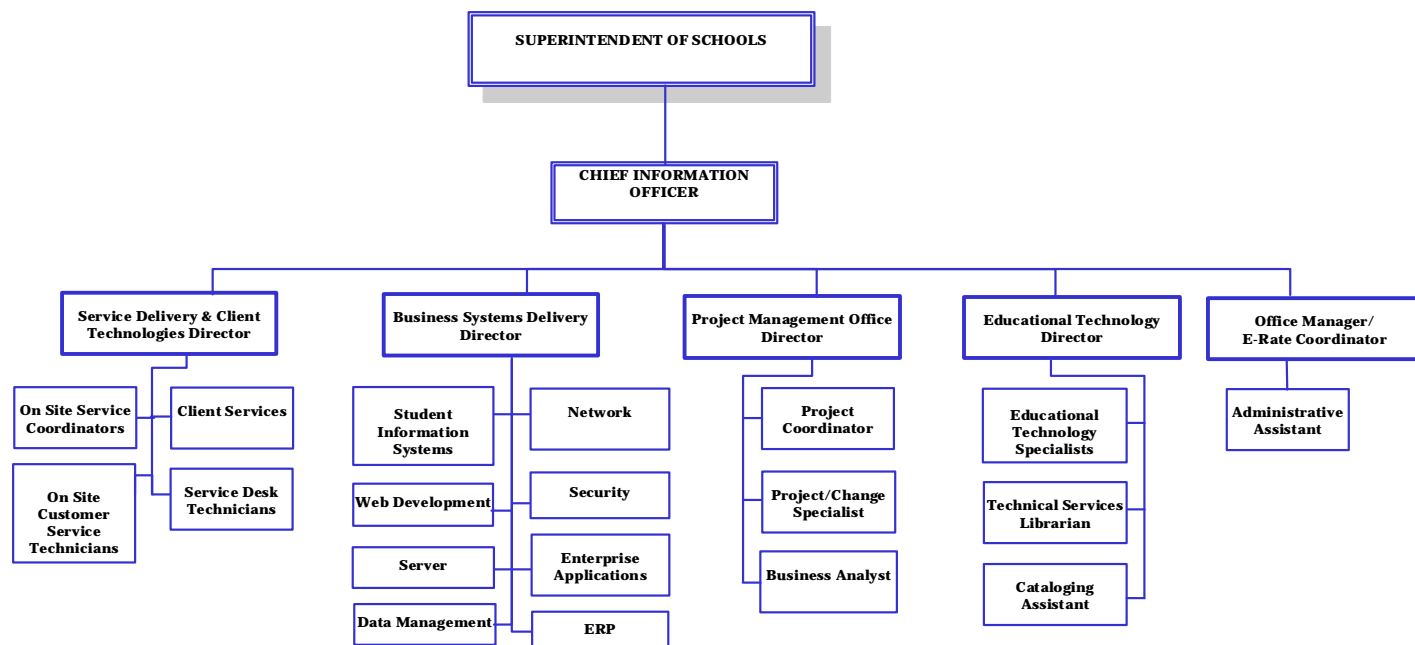 SUPERINTENDENT OF SCHOOLS
CHIEF INFORMATION
OFFICER
Service Delivery & Client
Technologies Director
Business Systems Delivery
Director
Project Management Office
Director
Educational Technology
Director
Office Manager/
E-Rate Coordinator
On Site Service
Coordinators
Client Services
On Site
Customer
Service
Technicians
Service Desk
Technicians
Student
Information
Systems
Network
Web Development
Security
Server
Enterprise
Applications
Data Management
ERP
Project
Coordinator
Project/Change
Specialist
Business Analyst
Educational
Technology
Specialists
Technical Services
Librarian
Cataloging
Assistant
Administrative
Assistant